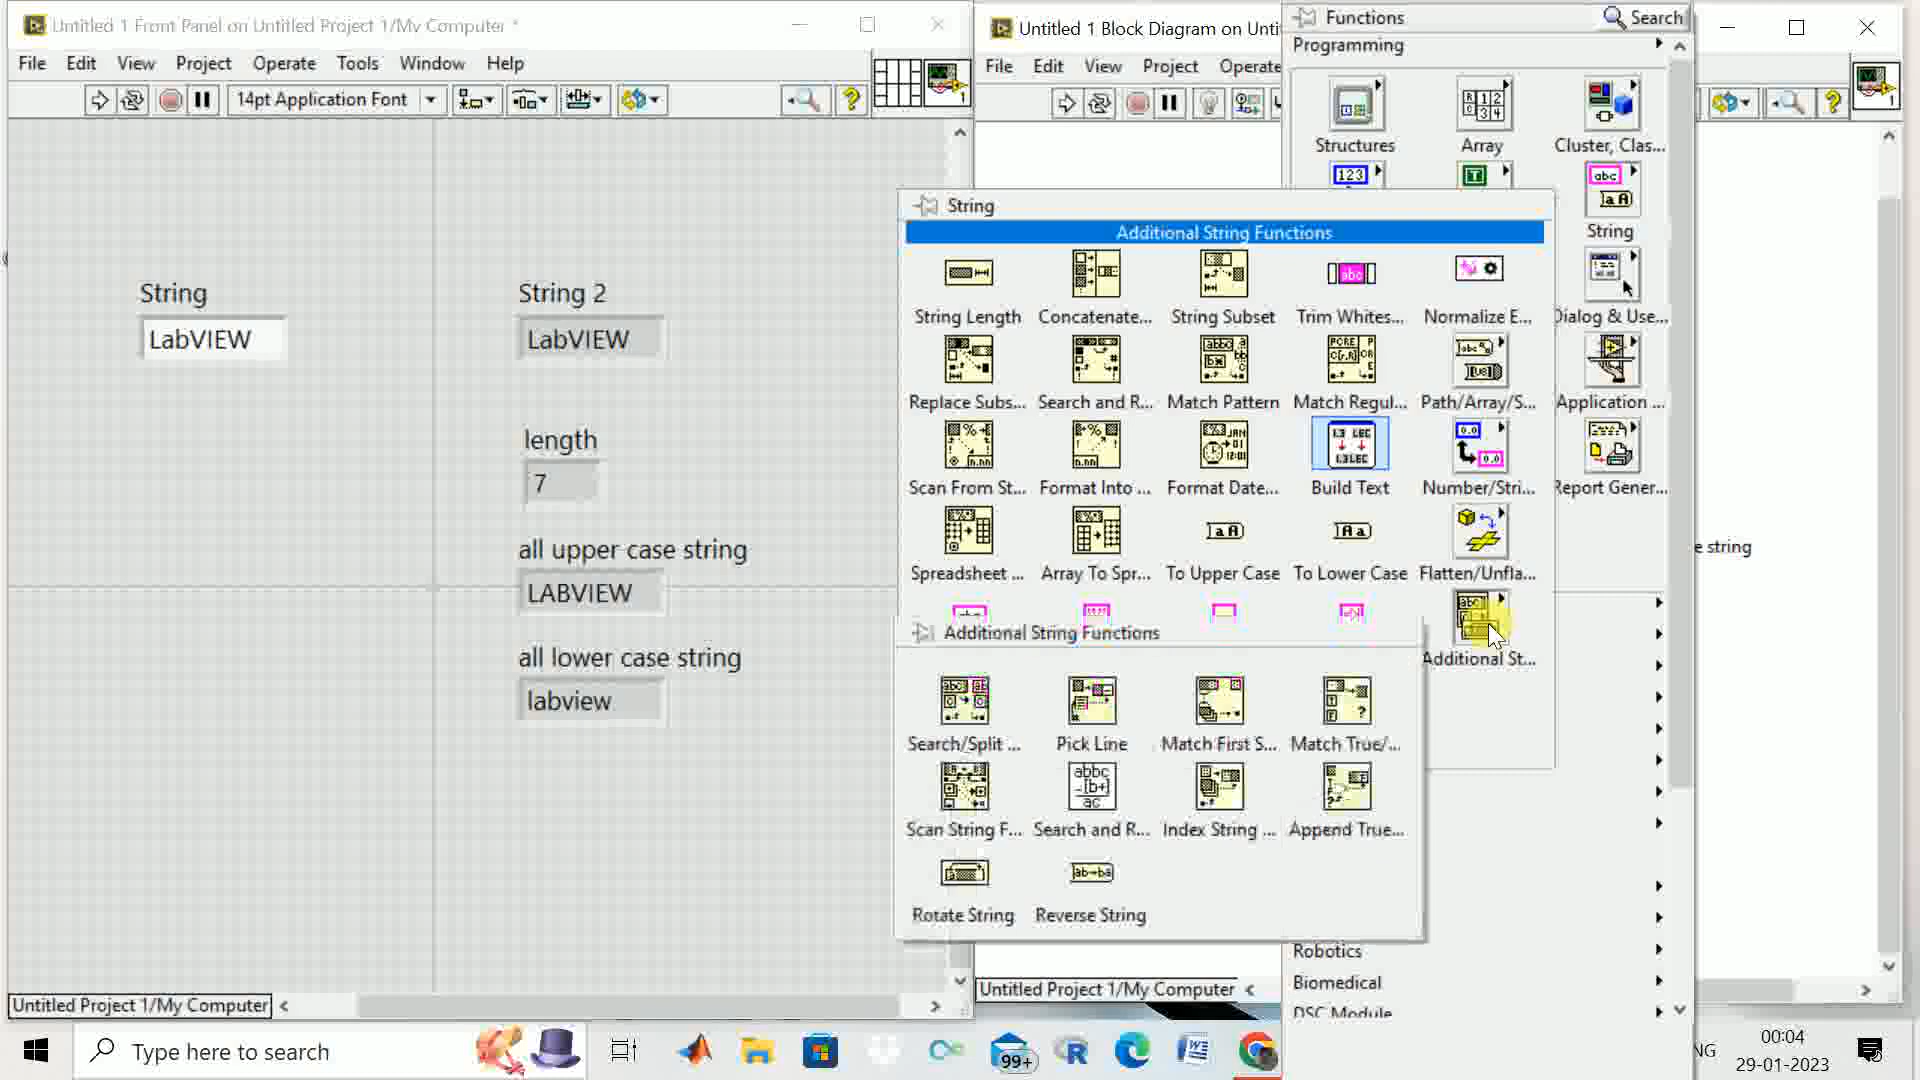 Untitled 1 Front Panel on Untitled Project 1/My Computer *
File Edit View Project Operate Tools Window Help
14pt Application Font
String
LabVIEW
String 2
LabVIEW
length
7
all upper case string
LABVIEW
all lower case string
labview
Untitled Project 1/My Computer
Untitled 1 Block Diagram on Unti
File Edit View Project Operate
Functions
Search
Programming
Structures
Array
Cluster, Clas...
String
Dialog & Use...
Application ...
Report Gener...
String
Additional String Functions
String Length
Concatenate...
String Subset
Trim Whites...
Normalize E...
Replace Subs...
Search and R...
Match Pattern
Match Regul...
Path/Array/S...
Scan From St...
Format Into ...
Format Date...
Build Text
Number/Stri...
Spreadsheet ...
Array To Spr...
To Upper Case
To Lower Case
Flatten/Unfla...
Additional St...
Additional String Functions
Search/Split ...
Pick Line
Match First S...
Match True/...
Scan String F...
Search and R...
Index String ...
Append True...
Rotate String
Reverse String
e string
Robotics
Biomedical
DSC Module
Untitled Project 1/My Computer
Type here to search
99+
NG
00:04
29-01-2023